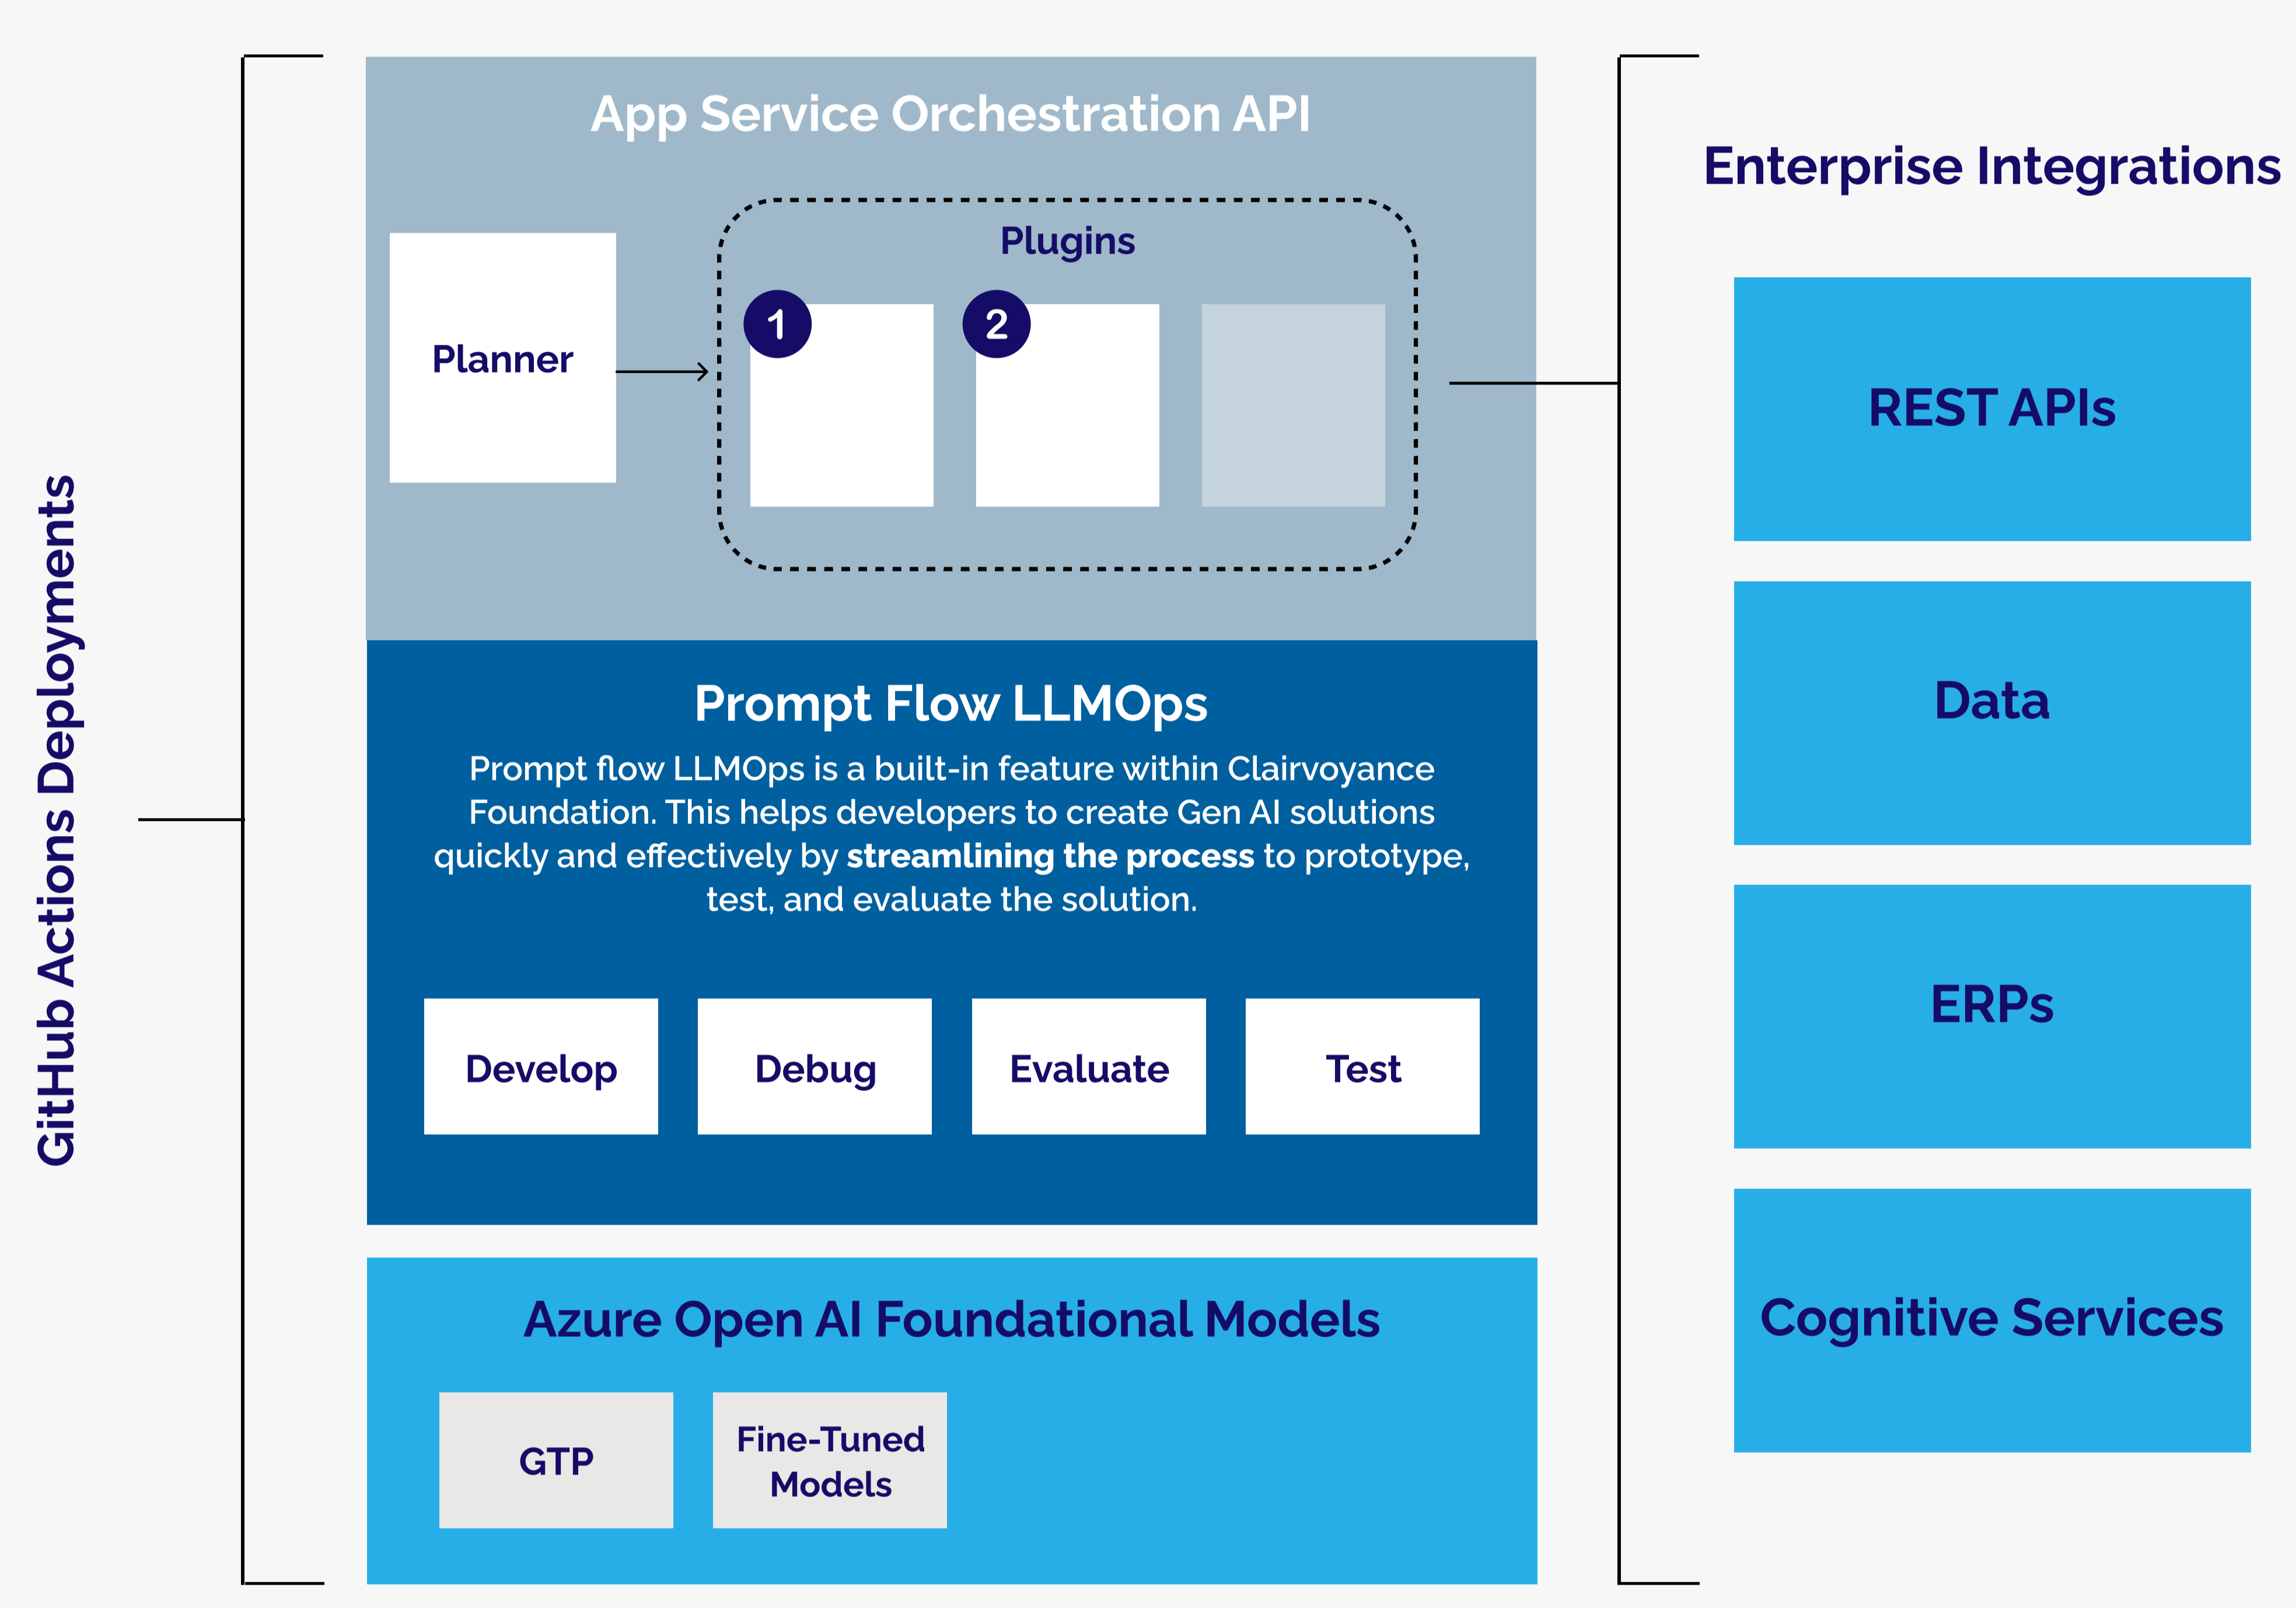 GitHub Actions Deployments
App Service Orchestration API
Planner
Plugins
1
2
Prompt Flow LLMOps
Prompt flow LLMOps is a built-in feature within Clairvoyance
Foundation. This helps developers to create Gen AI solutions
quickly and effectively by streamlining the process to prototype,
test, and evaluate the solution.
Develop
Debug
Evaluate
Test
Azure Open AI Foundational Models
GTP
Fine-Tuned
Models
Enterprise Integrations
REST APIs
Data
ERPs
Cognitive Services